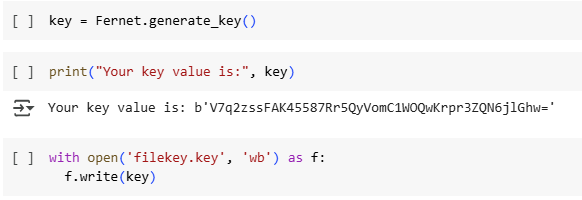 [ ] key = Fernet.generate_key()
[ ] print("Your key value is:", key)
Your key value is: b'V7q2zssFAK45587Rr5QyVomC1WOQwKrpr3ZQN6jlGhw='
[ ] with open('filekey.key', 'wb') as f:
f.write(key)